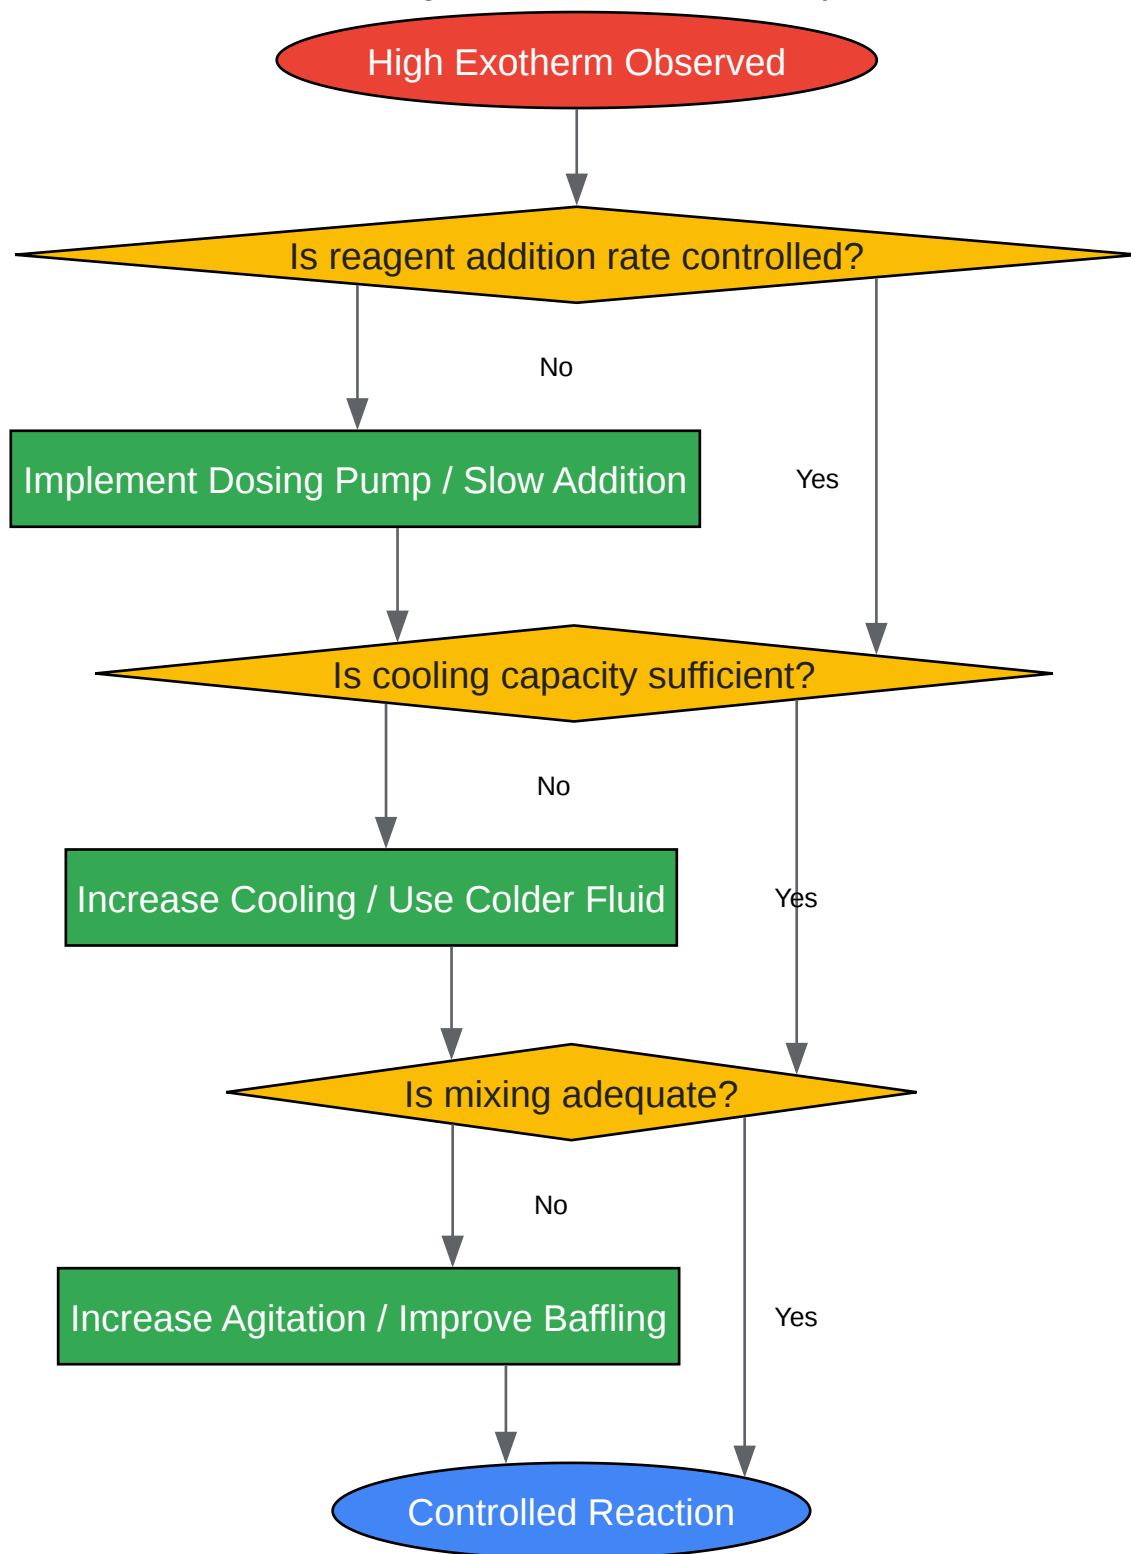 High Exotherm Observed
Is reagent addition rate controlled?
No
Implement Dosing Pump / Slow Addition
Yes
Is cooling capacity sufficient?
No
Increase Cooling / Use Colder Fluid
Yes
Is mixing adequate?
No
Increase Agitation / Improve Baffling
Yes
Controlled Reaction